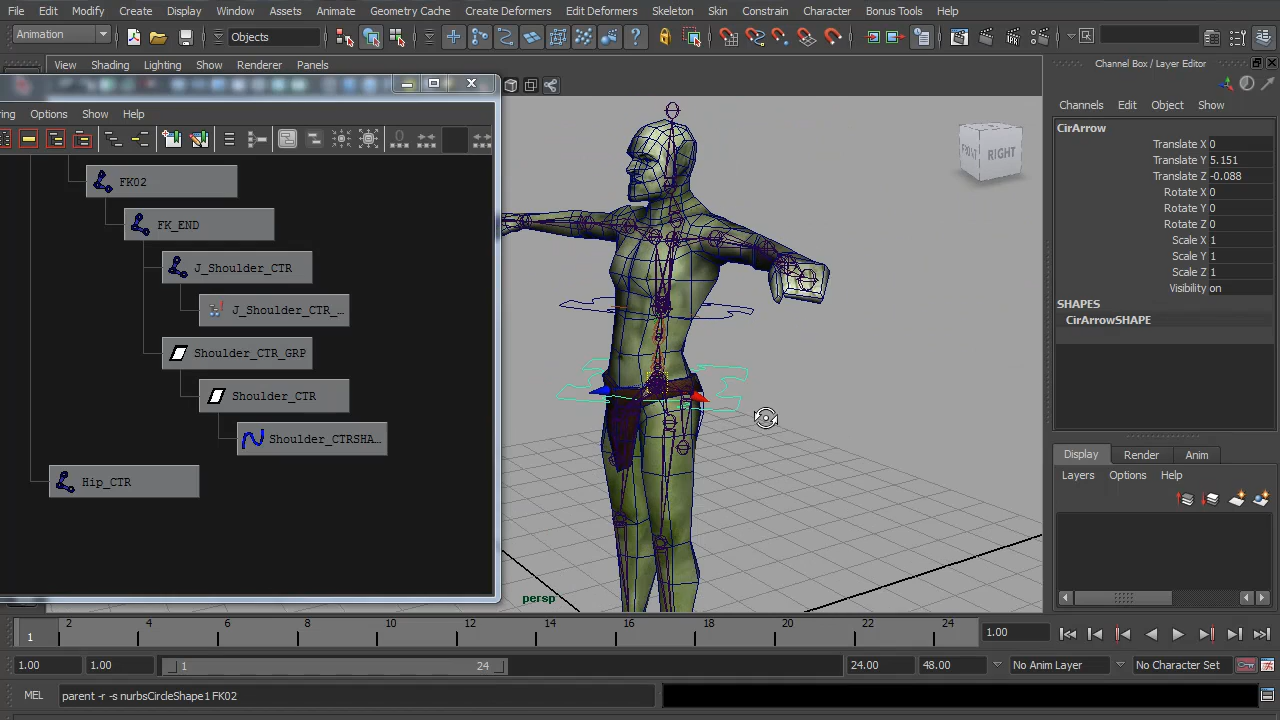 File Edit Modify Create Display Window Assets Animate Geometry Cache Create Deformers Edit Deformers Skeleton Skin Constrain Character Bonus Tools Help
Animation
Objects
View Shading Lighting Show Renderer Panels
Channel Box / Layer Editor
Channels Edit Object Show
CirArrow
Translate X 0
Translate Y 5.151
Translate Z -0.088
Rotate X 0
Rotate Y 0
Rotate Z 0
Scale X 1
Scale Y 1
Scale Z 1
Visibility on
SHAPES
CirArrowSHAPE
ring Options Show Help
FK02
FK_END
J_Shoulder_CTR
J_Shoulder_CTR_...
Shoulder_CTR_GRP
Shoulder_CTR
Shoulder_CTRSHA...
Hip_CTR
FRONT RIGHT
persp
Display Render Anim
Layers Options Help
1 2 4 6 8 10 12 14 16 18 20 22 24
1.00
1.00 1.00 1 24 24.00 48.00 No Anim Layer No Character Set
MEL parent -r -s nurbsCircleShape1 FK02